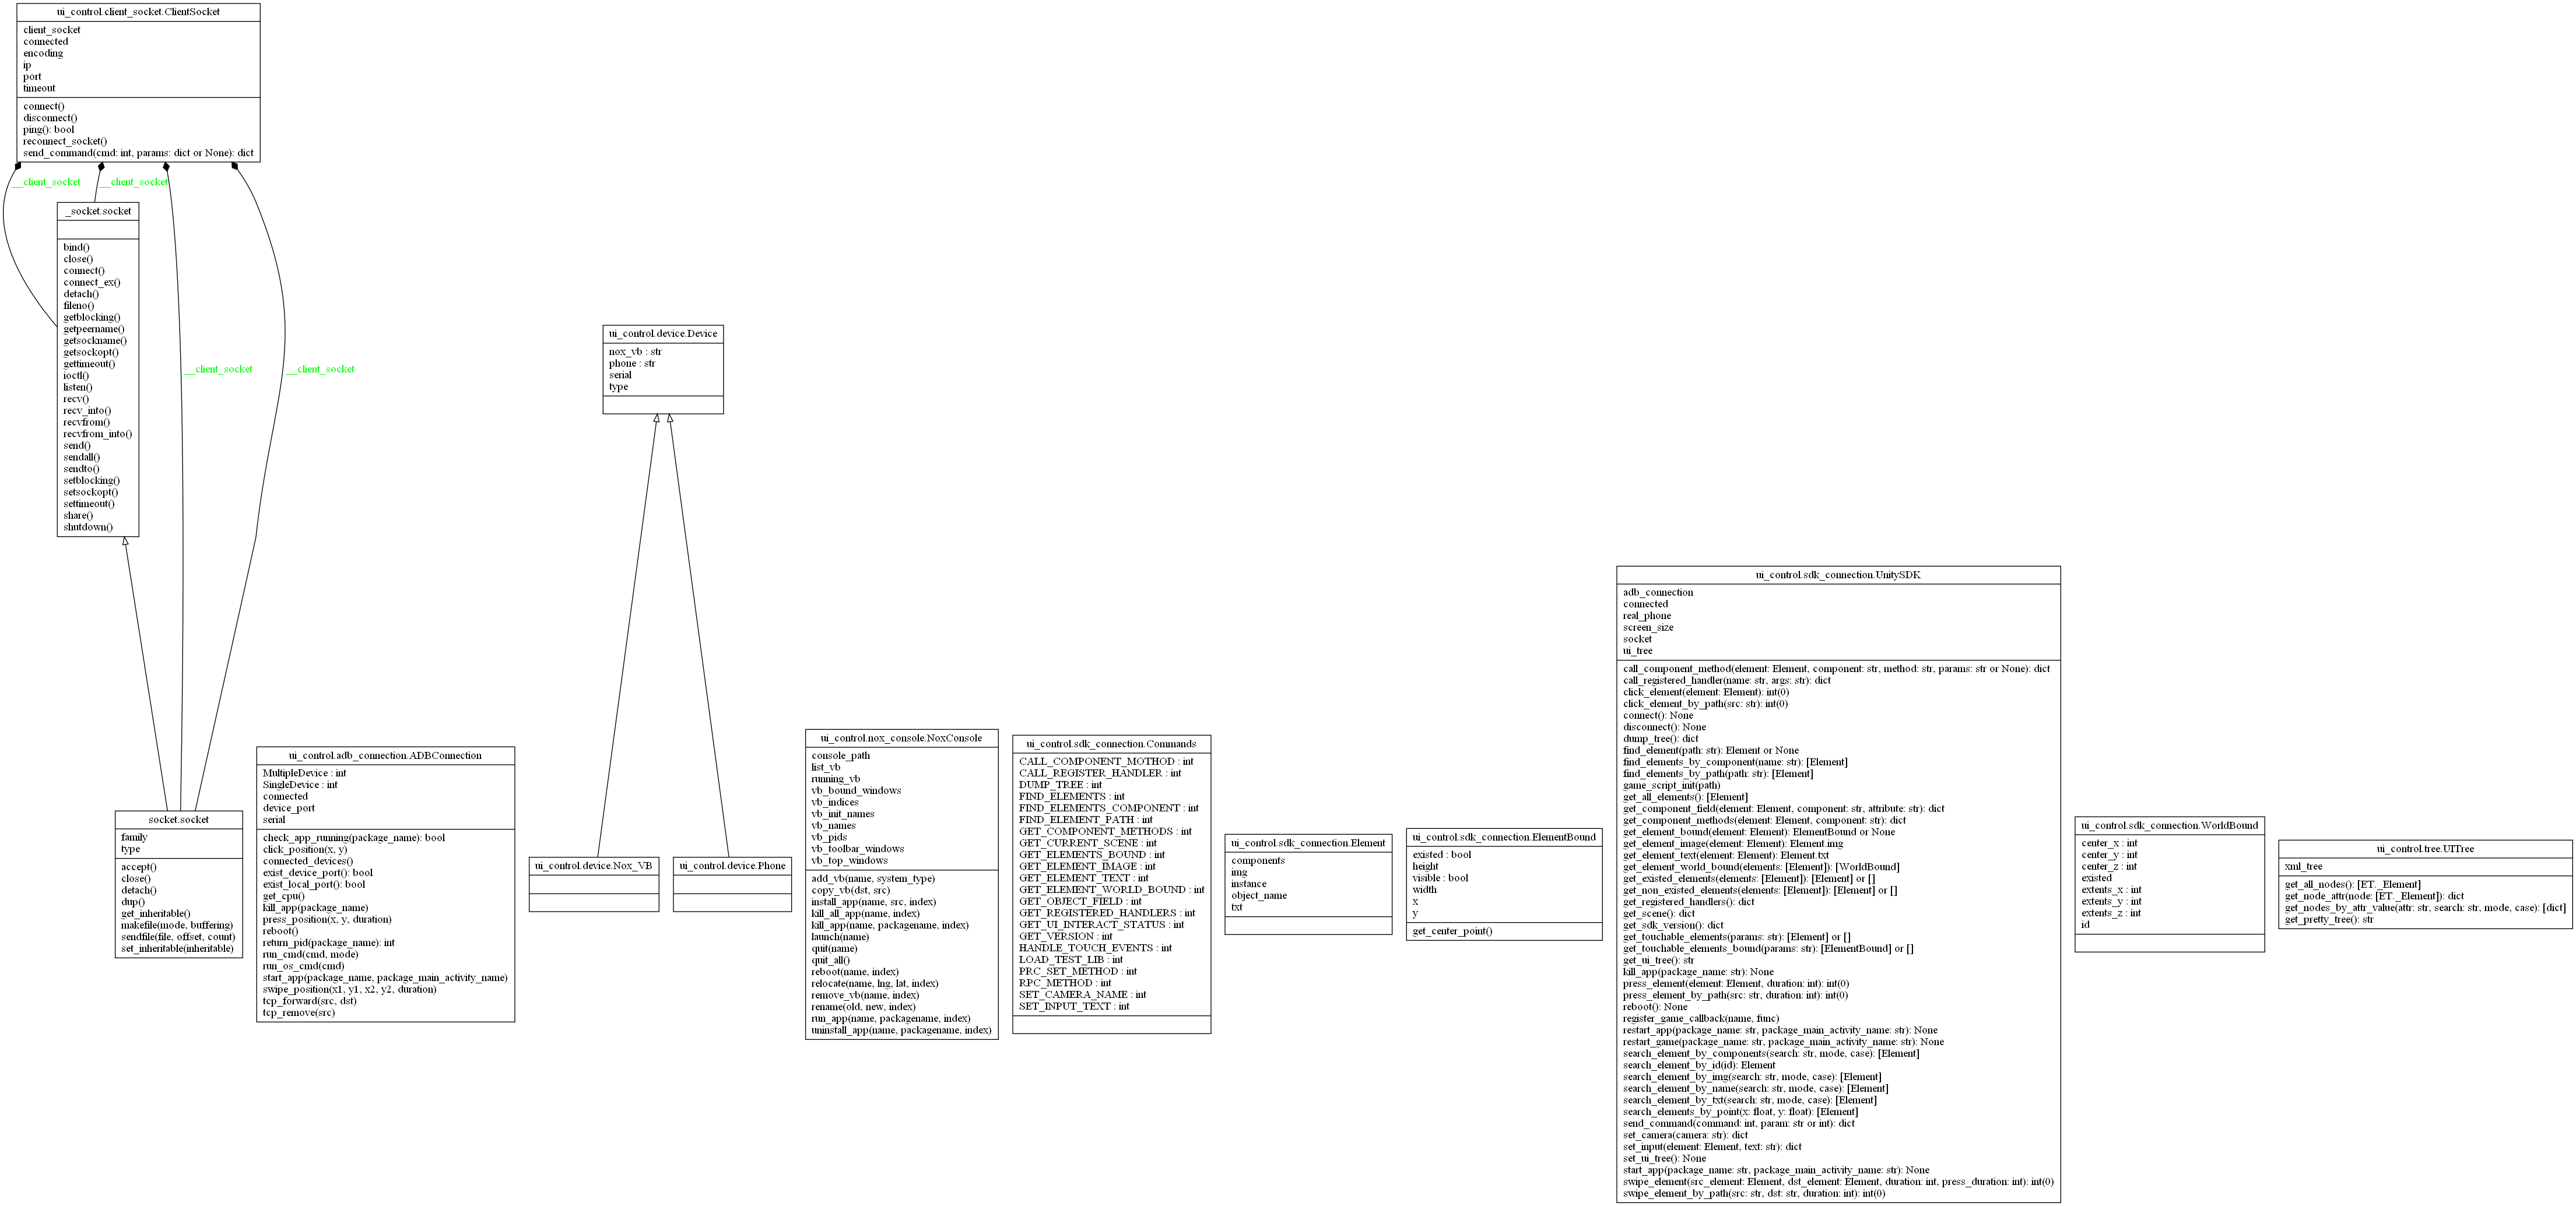 ui_control.client_socket.ClientSocket
client_socket
connected
encoding
ip
port
timeout
connect()
disconnect()
ping(): bool
reconnect_socket()
send_command(cmd: int, params: dict or None): dict
__client_socket
__client_socket
_socket.socket
bind()
close()
connect()
connect_ex()
detach()
fileno()
getblocking()
getpeername()
getsockname()
getsockopt()
gettimeout()
ioctl()
listen()
recv()
recv_into()
recvfrom()
recvfrom_into()
send()
sendall()
sendto()
setblocking()
setsockopt()
settimeout()
share()
shutdown()
__client_socket
__client_socket
ui_control.device.Device
nox_vb : str
phone : str
serial
type
socket.socket
family
type
accept()
close()
detach()
dup()
get_inheritable()
makefile(mode, buffering)
sendfile(file, offset, count)
set_inheritable(inheritable)
ui_control.adb_connection.ADBConnection
MultipleDevice : int
SingleDevice : int
connected
device_port
serial
check_app_running(package_name): bool
click_position(x, y)
connected_devices()
exist_device_port(): bool
exist_local_port(): bool
get_cpu()
kill_app(package_name)
press_position(x, y, duration)
reboot()
return_pid(package_name): int
run_cmd(cmd, mode)
run_os_cmd(cmd)
start_app(package_name, package_main_activity_name)
swipe_position(x1, y1, x2, y2, duration)
tcp_forward(src, dst)
tcp_remove(src)
ui_control.device.Nox_VB
ui_control.device.Phone
ui_control.nox_console.NoxConsole
console_path
list_vb
running_vb
vb_bound_windows
vb_indices
vb_init_names
vb_names
vb_pids
vb_toolbar_windows
vb_top_windows
add_vb(name, system_type)
copy_vb(dst, src)
install_app(name, src, index)
kill_all_app(name, index)
kill_app(name, packagename, index)
launch(name)
quit(name)
quit_all()
reboot(name, index)
relocate(name, lng, lat, index)
remove_vb(name, index)
rename(old, new, index)
run_app(name, packagename, index)
uninstall_app(name, packagename, index)
ui_control.sdk_connection.Commands
CALL_COMPONENT_MOTHOD : int
CALL_REGISTER_HANDLER : int
DUMP_TREE : int
FIND_ELEMENTS : int
FIND_ELEMENTS_COMPONENT : int
FIND_ELEMENT_PATH : int
GET_COMPONENT_METHODS : int
GET_CURRENT_SCENE : int
GET_ELEMENTS_BOUND : int
GET_ELEMENT_IMAGE : int
GET_ELEMENT_TEXT : int
GET_ELEMENT_WORLD_BOUND : int
GET_OBJECT_FIELD : int
GET_REGISTERED_HANDLERS : int
GET_UI_INTERACT_STATUS : int
GET_VERSION : int
HANDLE_TOUCH_EVENTS : int
LOAD_TEST_LIB : int
PRC_SET_METHOD : int
RPC_METHOD : int
SET_CAMERA_NAME : int
SET_INPUT_TEXT : int
ui_control.sdk_connection.Element
components
img
instance
object_name
txt
ui_control.sdk_connection.ElementBound
existed : bool
height
visible : bool
width
x
y
get_center_point()
ui_control.sdk_connection.UnitySDK
adb_connection
connected
real_phone
screen_size
socket
ui_tree
call_component_method(element: Element, component: str, method: str, params: str or None): dict
call_registered_handler(name: str, args: str): dict
click_element(element: Element): int(0)
click_element_by_path(src: str): int(0)
connect(): None
disconnect(): None
dump_tree(): dict
find_element(path: str): Element or None
find_elements_by_component(name: str): [Element]
find_elements_by_path(path: str): [Element]
game_script_init(path)
get_all_elements(): [Element]
get_component_field(element: Element, component: str, attribute: str): dict
get_component_methods(element: Element, component: str): dict
get_element_bound(element: Element): ElementBound or None
get_element_image(element: Element): Element.img
get_element_text(element: Element): Element.txt
get_element_world_bound(elements: [Element]): [WorldBound]
get_existed_elements(elements: [Element]): [Element] or []
get_non_existed_elements(elements: [Element]): [Element] or []
get_registered_handlers(): dict
get_scene(): dict
get_sdk_version(): dict
get_touchable_elements(params: str): [Element] or []
get_touchable_elements_bound(params: str): [ElementBound] or []
get_ui_tree(): str
kill_app(package_name: str): None
press_element(element: Element, duration: int): int(0)
press_element_by_path(src: str, duration: int): int(0)
reboot(): None
register_game_callback(name, func)
restart_app(package_name: str, package_main_activity_name: str): None
restart_game(package_name: str, package_main_activity_name: str): None
search_element_by_components(search: str, mode, case): [Element]
search_element_by_id(id): Element
search_element_by_img(search: str, mode, case): [Element]
search_element_by_name(search: str, mode, case): [Element]
search_element_by_txt(search: str, mode, case): [Element]
search_elements_by_point(x: float, y: float): [Element]
send_command(command: int, param: str or int): dict
set_camera(camera: str): dict
set_input(element: Element, text: str): dict
set_ui_tree(): None
start_app(package_name: str, package_main_activity_name: str): None
swipe_element(src_element: Element, dst_element: Element, duration: int, press_duration: int): int(0)
swipe_element_by_path(src: str, dst: str, duration: int): int(0)
ui_control.sdk_connection.WorldBound
center_x : int
center_y : int
center_z : int
existed
extents_x : int
extents_y : int
extents_z : int
id
ui_control.tree.UITree
xml_tree
get_all_nodes(): [ET._Element]
get_node_attr(node: [ET._Element]): dict
get_nodes_by_attr_value(attr: str, search: str, mode, case): [dict]
get_pretty_tree(): str